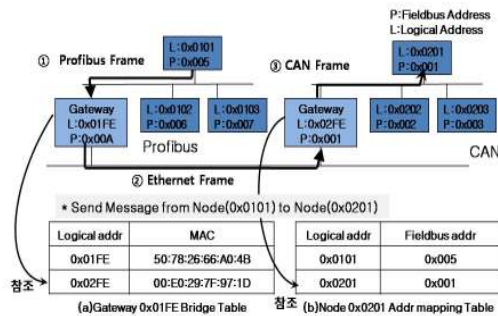 P:Fieldbus Address
L:Logical Address
① Profibus Frame
L:0x0101
P:0x005
③ CAN Frame
L:0x0201
P:0x001
Gateway
L:0x01FE
P:0x00A
L:0x0102
P:0x006
L:0x0103
P:0x007
Profibus
Gateway
L:0x02FE
P:0x001
L:0x0202
P:0x002
L:0x0203
P:0x003
CAN
② Ethernet Frame
* Send Message from Node(0x0101) to Node(0x0201)
Logical addr MAC
0x01FE 50:78:26:66:A0:4B
0x02FE 00:E0:29:7F:97:1D
참조
(a)Gateway 0x01FE Bridge Table
Logical addr Fieldbus addr
0x0101 0x005
0x0201 0x001
참조
(b)Node 0x0201 Addr mapping Table